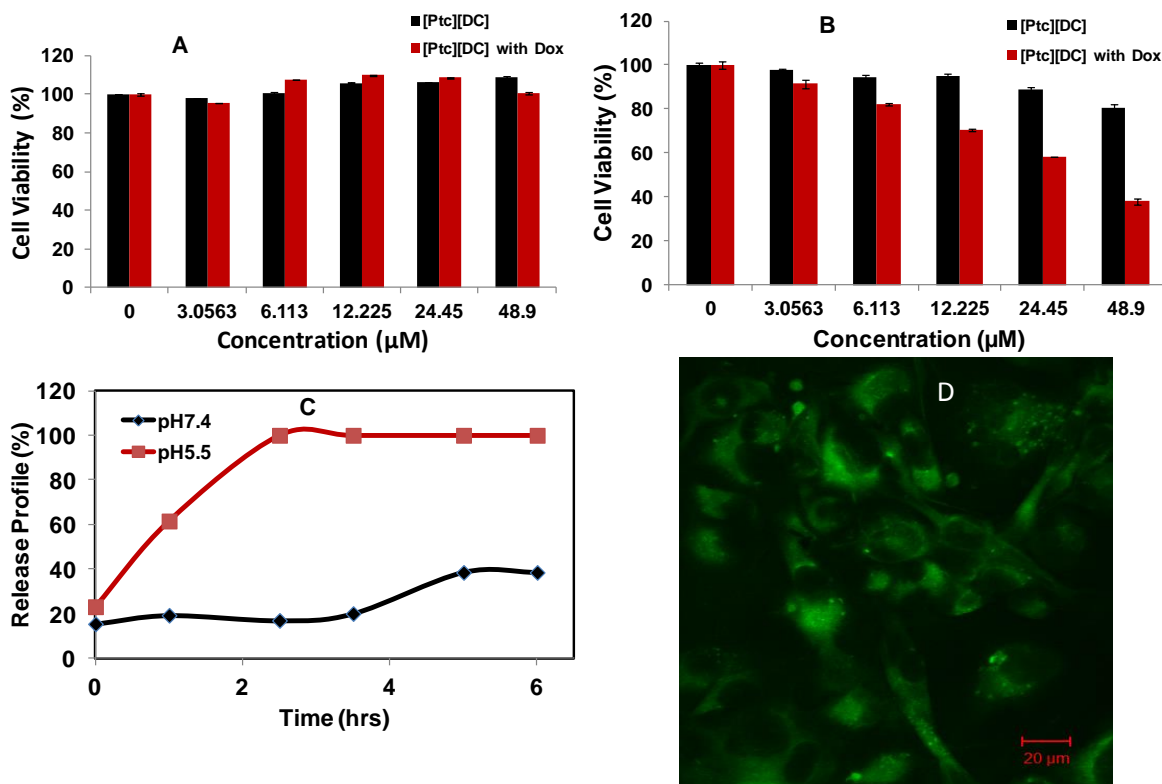 A
[Ptc][DC]
[Ptc][DC] with Dox
Cell Viability (%)
120
100
80
60
40
20
0
0 3.0563 6.113 12.225 24.45 48.9
Concentration (µM)
B
[Ptc][DC]
[Ptc][DC] with Dox
Cell Viability (%)
120
100
80
60
40
20
0
0 3.0563 6.113 12.225 24.45 48.9
Concentration (µM)
C
pH7.4
pH5.5
Release Profile (%)
120
100
80
60
40
20
0
0 2 4 6
Time (hrs)
D
20 µm